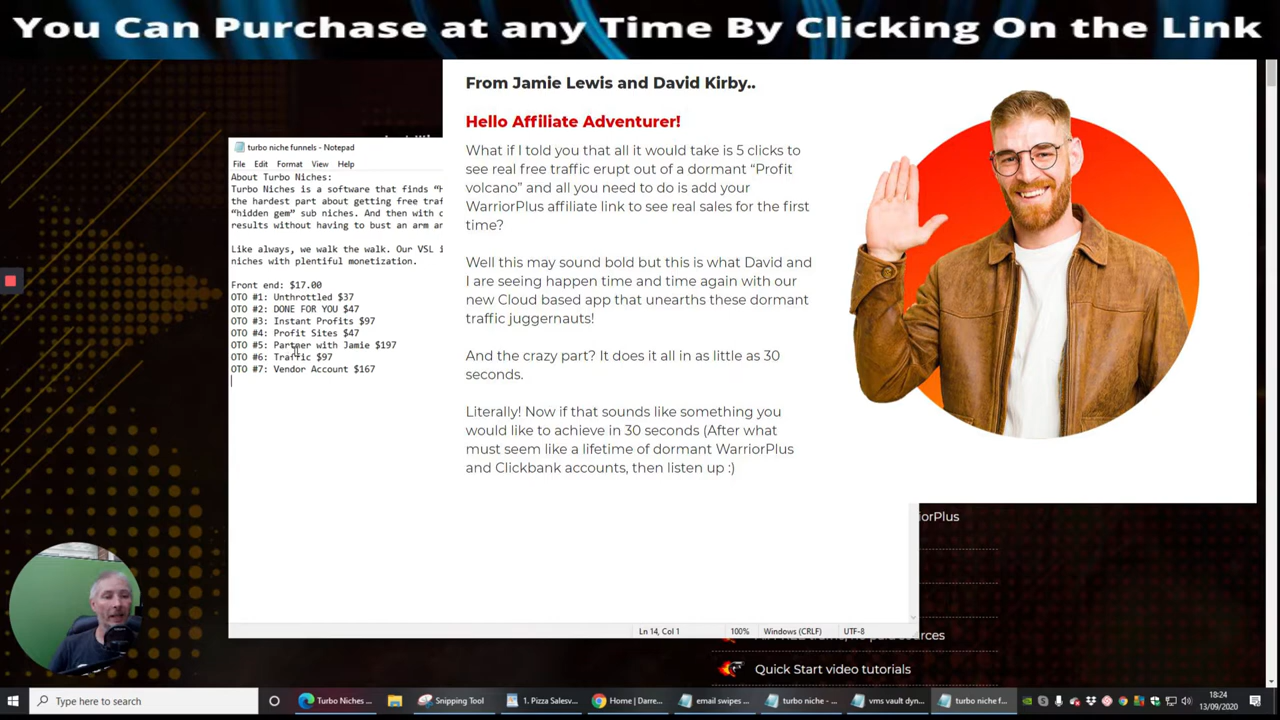 You Can Purchase at any Time By Clicking On the Link
From Jamie Lewis and David Kirby..
Hello Affiliate Adventurer!
What if I told you that all it would take is 5 clicks to
see real free traffic erupt out of a dormant “Profit
volcano” and all you need to do is add your
WarriorPlus affiliate link to see real sales for the first
time?
Well this may sound bold but this is what David and
I are seeing happen time and time again with our
new Cloud based app that unearths these dormant
traffic juggernauts!
And the crazy part? It does it all in as little as 30
seconds.
Literally! Now if that sounds like something you
would like to achieve in 30 seconds (After what
must seem like a lifetime of dormant WarriorPlus
and Clickbank accounts, then listen up :)
turbo niche funnels - Notepad
File Edit Format View Help
About Turbo Niches:
Turbo Niches is a software that finds
the hardest part about getting free
“hidden gem” sub niches. And then with
results without having to bust an arm
Like always, we walk the walk. Our VSL
niches with plentiful monetization.
Front end: $17.00
OTO #1: Unthrottled $37
OTO #2: DONE FOR YOU $47
OTO #3: Instant Profits $97
OTO #4: Profit Sites $47
OTO #5: Partner with Jamie $197
OTO #6: Traffic $97
OTO #7: Vendor Account $167
Ln 14, Col 1 100% Windows (CRLF) UTF-8
Quick Start video tutorials
Type here to search
Turbo Niches ... Snipping Tool 1. Pizza Salesv... Home | Darre... email swipes ... turbo niche - ... vms vault dyn... turbo niche f...
18:24
13/09/2020